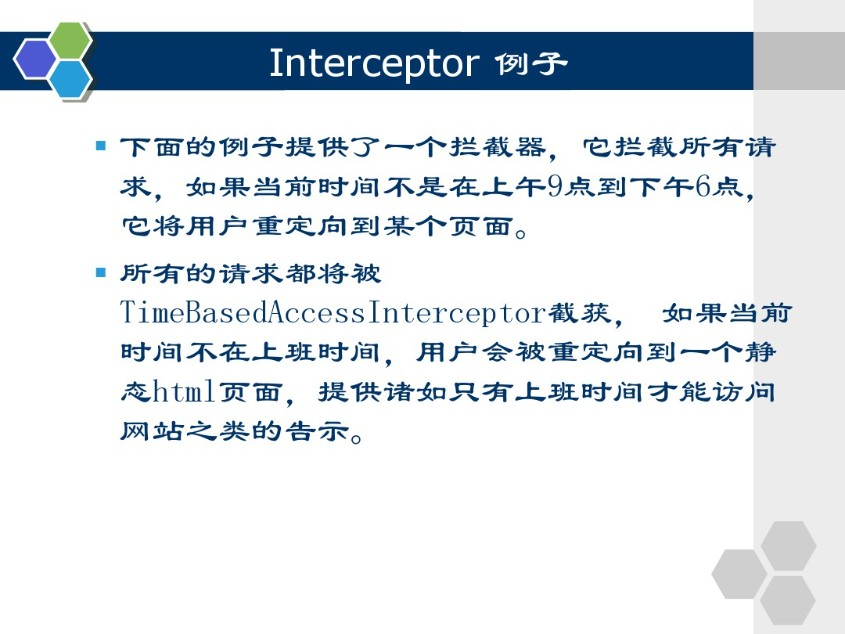 Interceptor 例子
下面的例子提供了一个拦截器，它拦截所有请
求，如果当前时间不是在上午9点到下午6点，
它将用户重定向到某个页面。
所有的请求都将被
TimeBasedAccessInterceptor截获， 如果当前
时间不在上班时间，用户会被重定向到一个静
态html页面，提供诸如只有上班时间才能访问
网站之类的告示。